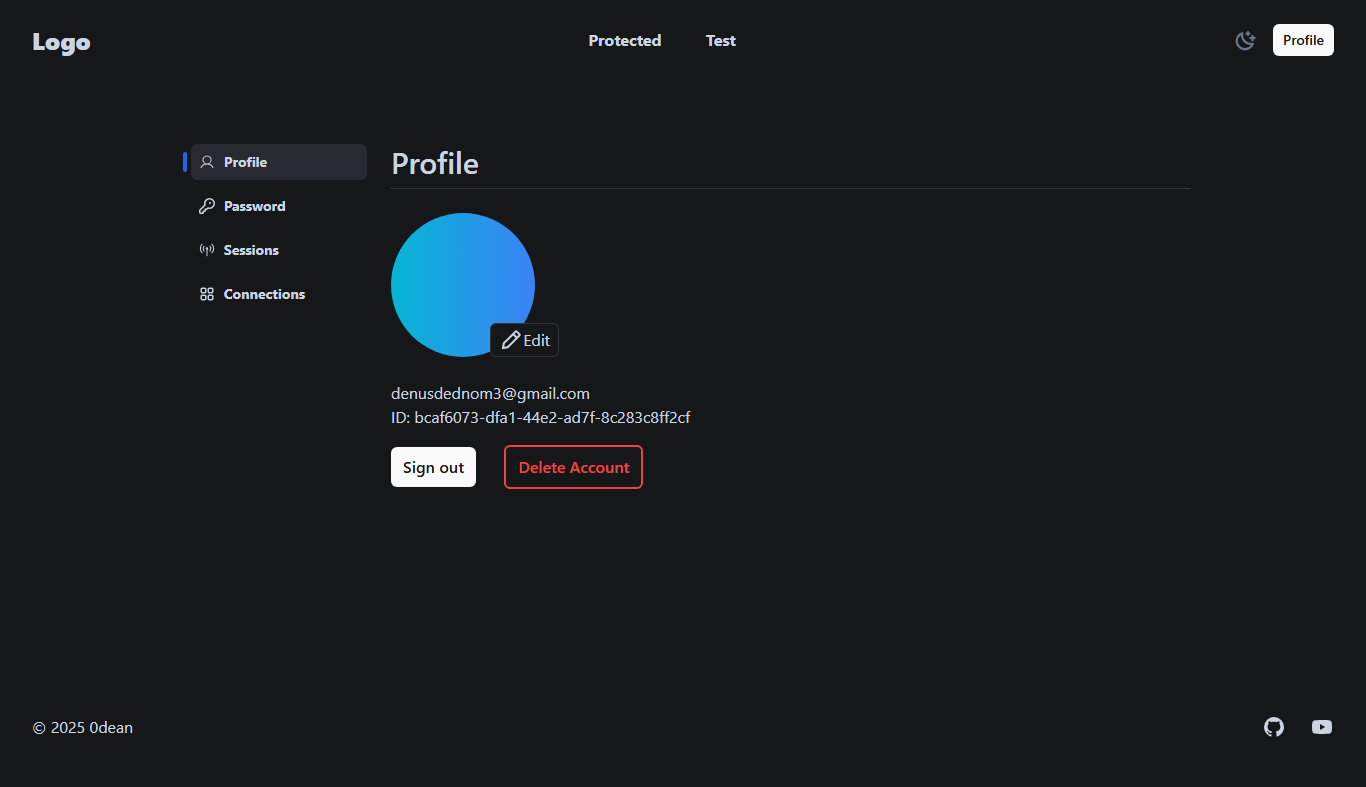 Logo
Protected
Test
Profile
Profile
Password
Sessions
Connections
Profile
Edit
denusdednom3@gmail.com
ID: bcaf6073-dfa1-44e2-ad7f-8c283c8ff2cf
Sign out
Delete Account
© 2025 0dean